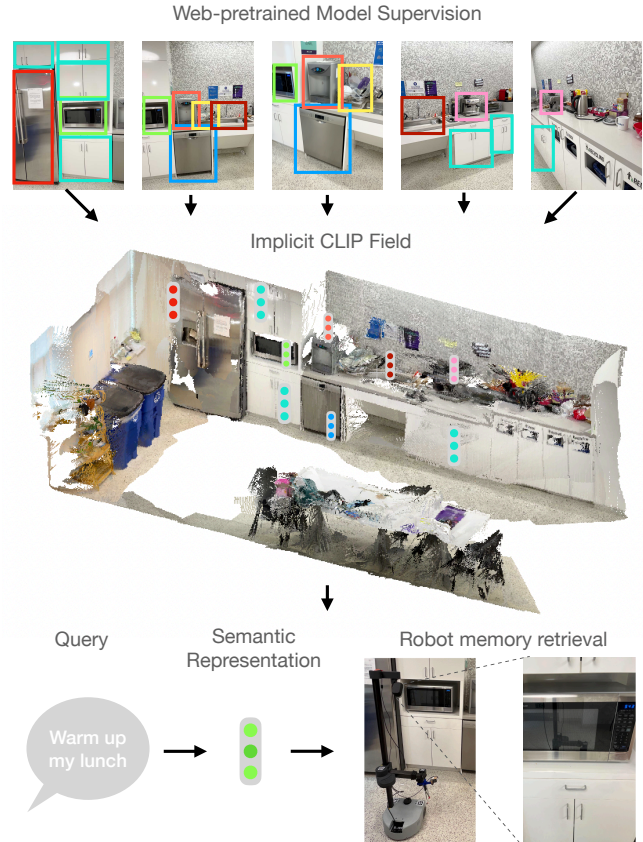 Web-pretrained Model Supervision
Implicit CLIP Field
Query
Semantic
Representation
Robot memory retrieval
Warm up
my lunch